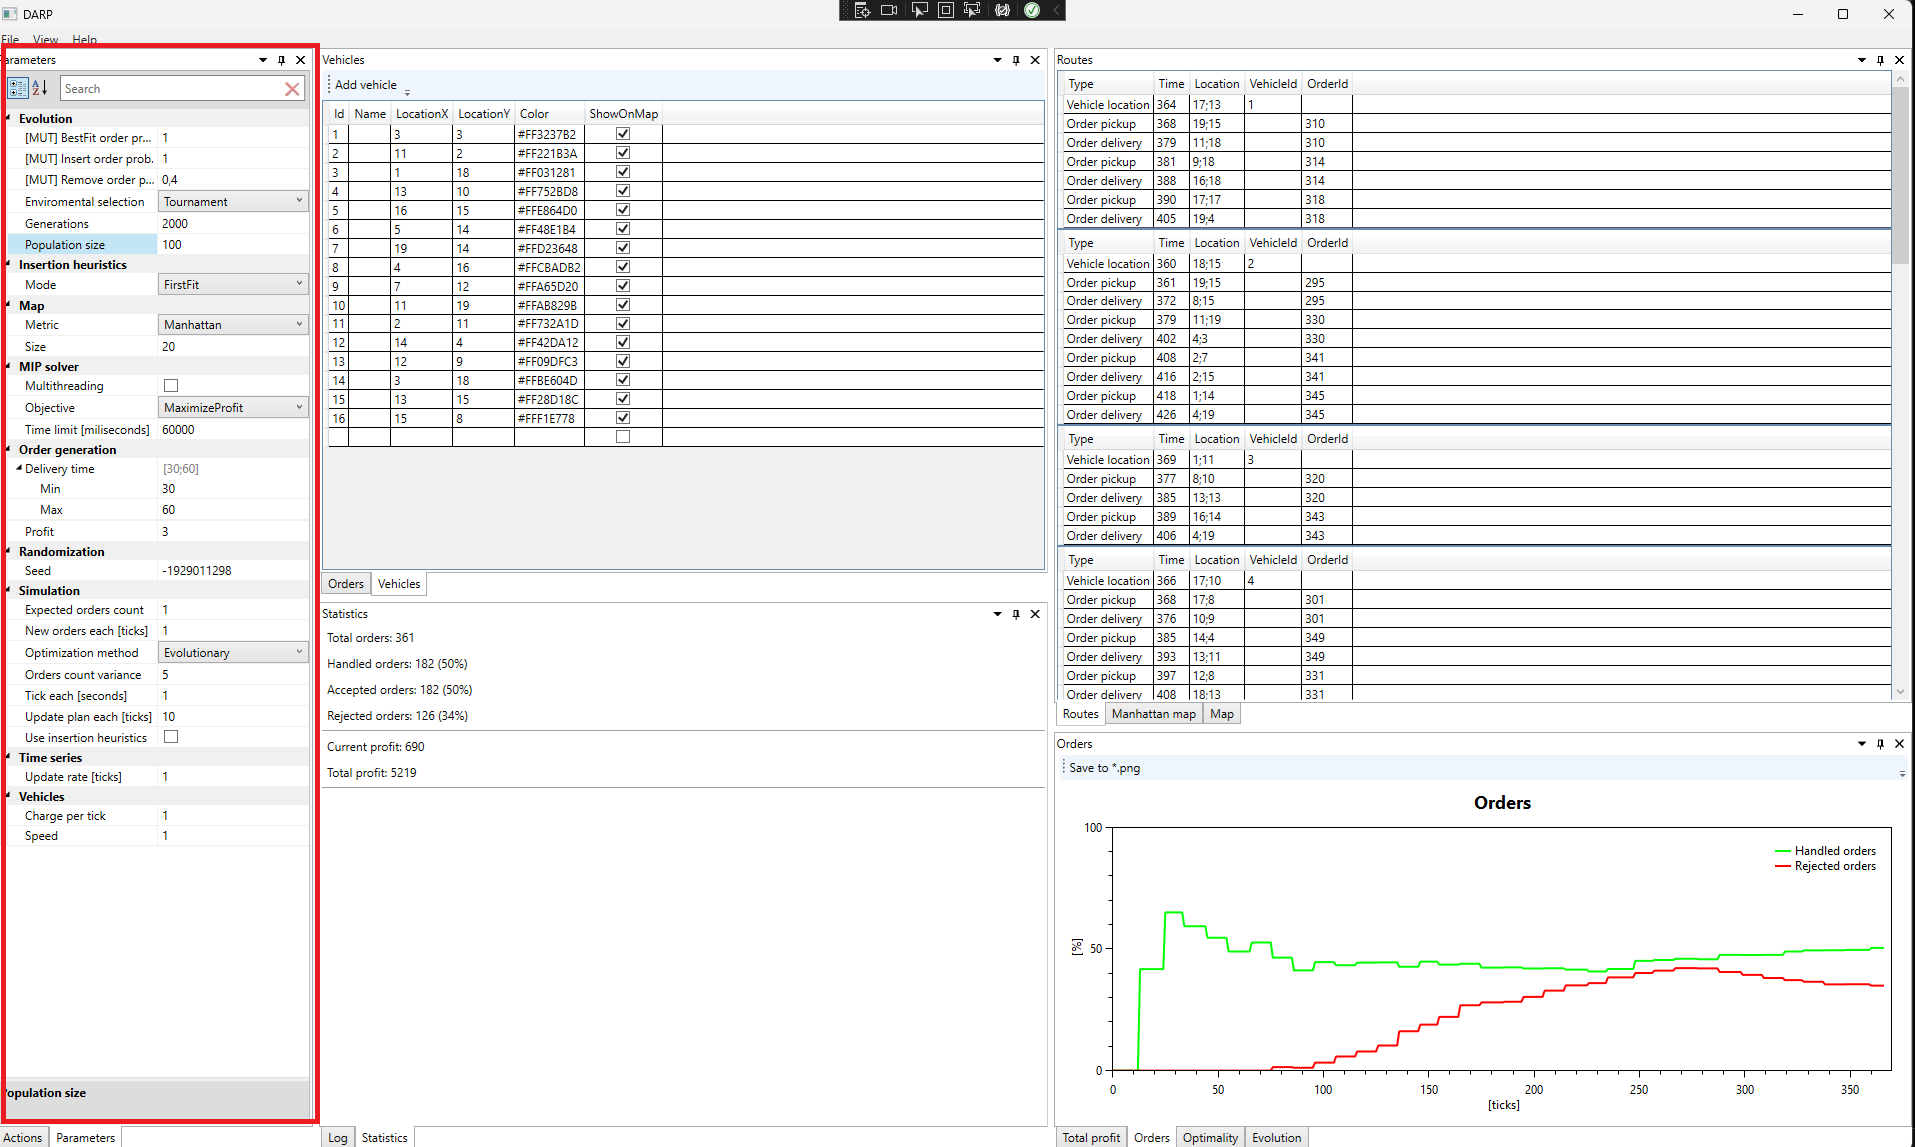 DARP
File View Help
Parameters
Search
Evolution
[MUT] BestFit order pr... 1
[MUT] Insert order prob. 1
[MUT] Remove order p... 0,4
Enviromental selection Tournament
Generations 2000
Population size 100
Insertion heuristics
Mode FirstFit
Map
Metric Manhattan
Size 20
MIP solver
Multithreading
Objective MaximizeProfit
Time limit [miliseconds] 60000
Order generation
Delivery time [30;60]
Min 30
Max 60
Profit 3
Randomization
Seed -1929011298
Simulation
Expected orders count 1
New orders each [ticks] 1
Optimization method Evolutionary
Orders count variance 5
Tick each [seconds] 1
Update plan each [ticks] 10
Use insertion heuristics
Time series
Update rate [ticks] 1
Vehicles
Charge per tick 1
Speed 1
Population size
Actions Parameters
Vehicles
Add vehicle
Id Name LocationX LocationY Color ShowOnMap
1 3 3 #FF3237B2
2 11 2 #FF221B3A
3 1 18 #FF031281
4 13 10 #FF752BD8
5 16 15 #FFE864D0
6 5 14 #FF48E1B4
7 19 14 #FFD23648
8 4 16 #FFCBADB2
9 7 12 #FFA65D20
10 11 19 #FFAB829B
11 2 11 #FF732A1D
12 14 4 #FF42DA12
13 12 9 #FF09DFC3
14 3 18 #FFBE604D
15 13 15 #FF28D18C
16 15 8 #FFF1E778
Orders Vehicles
Statistics
Total orders: 361
Handled orders: 182 (50%)
Accepted orders: 182 (50%)
Rejected orders: 126 (34%)
Current profit: 690
Total profit: 5219
Log Statistics
Routes
Type Time Location VehicleId OrderId
Vehicle location 364 17;13 1
Order pickup 368 19;15 310
Order delivery 379 11;18 310
Order pickup 381 9;18 314
Order delivery 388 16;18 314
Order pickup 390 17;17 318
Order delivery 405 19;4 318
Type Time Location VehicleId OrderId
Vehicle location 360 18;15 2
Order pickup 361 19;15 295
Order delivery 372 8;15 295
Order pickup 379 11;19 330
Order delivery 402 4;3 330
Order pickup 408 2;7 341
Order delivery 416 2;15 341
Order pickup 418 1;14 345
Order delivery 426 4;19 345
Type Time Location VehicleId OrderId
Vehicle location 369 1;11 3
Order pickup 377 8;10 320
Order delivery 385 13;13 320
Order pickup 389 16;14 343
Order delivery 406 4;19 343
Type Time Location VehicleId OrderId
Vehicle location 366 17;10 4
Order pickup 368 17;8 301
Order delivery 376 10;9 301
Order pickup 385 14;4 349
Order delivery 393 13;11 349
Order pickup 397 12;8 331
Order delivery 408 18;13 331
Routes Manhattan map Map
Orders
Save to *.png
Orders
100
Handled orders
Rejected orders
[%]
50
0
0 50 100 150 200 250 300 350
[ticks]
Total profit Orders Optimality Evolution